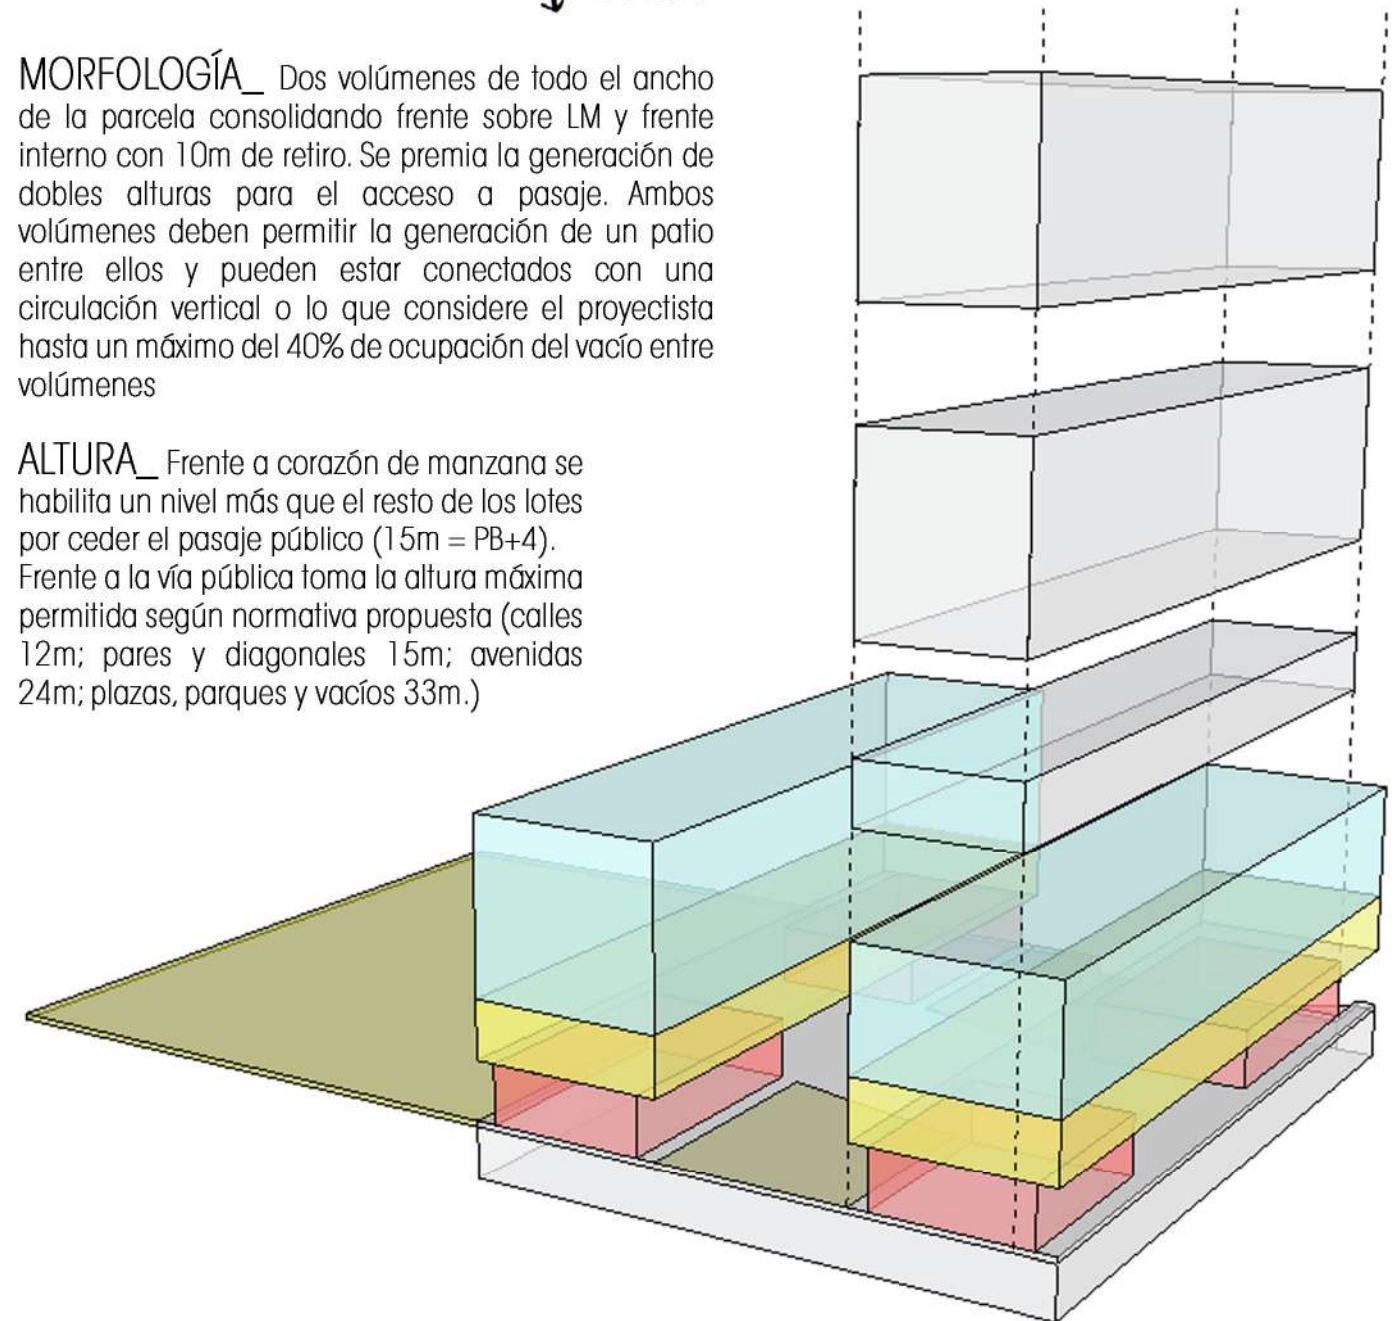 MORFOLOGÍA_ Dos volúmenes de todo el ancho
de la parcela consolidando frente sobre LM y frente
interno con 10m de retiro. Se premia la generación de
dobles alturas para el acceso a pasaje. Ambos
volúmenes deben permitir la generación de un patio
entre ellos y pueden estar conectados con una
circulación vertical o lo que considere el proyectista
hasta un máximo del 40% de ocupación del vacío entre
volúmenes
ALTURA_ Frente a corazón de manzana se
habilita un nivel más que el resto de los lotes
por ceder el pasaje público (15m = PB+4).
Frente a la vía pública toma la altura máxima
permitida según normativa propuesta (calles
12m; pares y diagonales 15m; avenidas
24m; plazas, parques y vacíos 33m.)